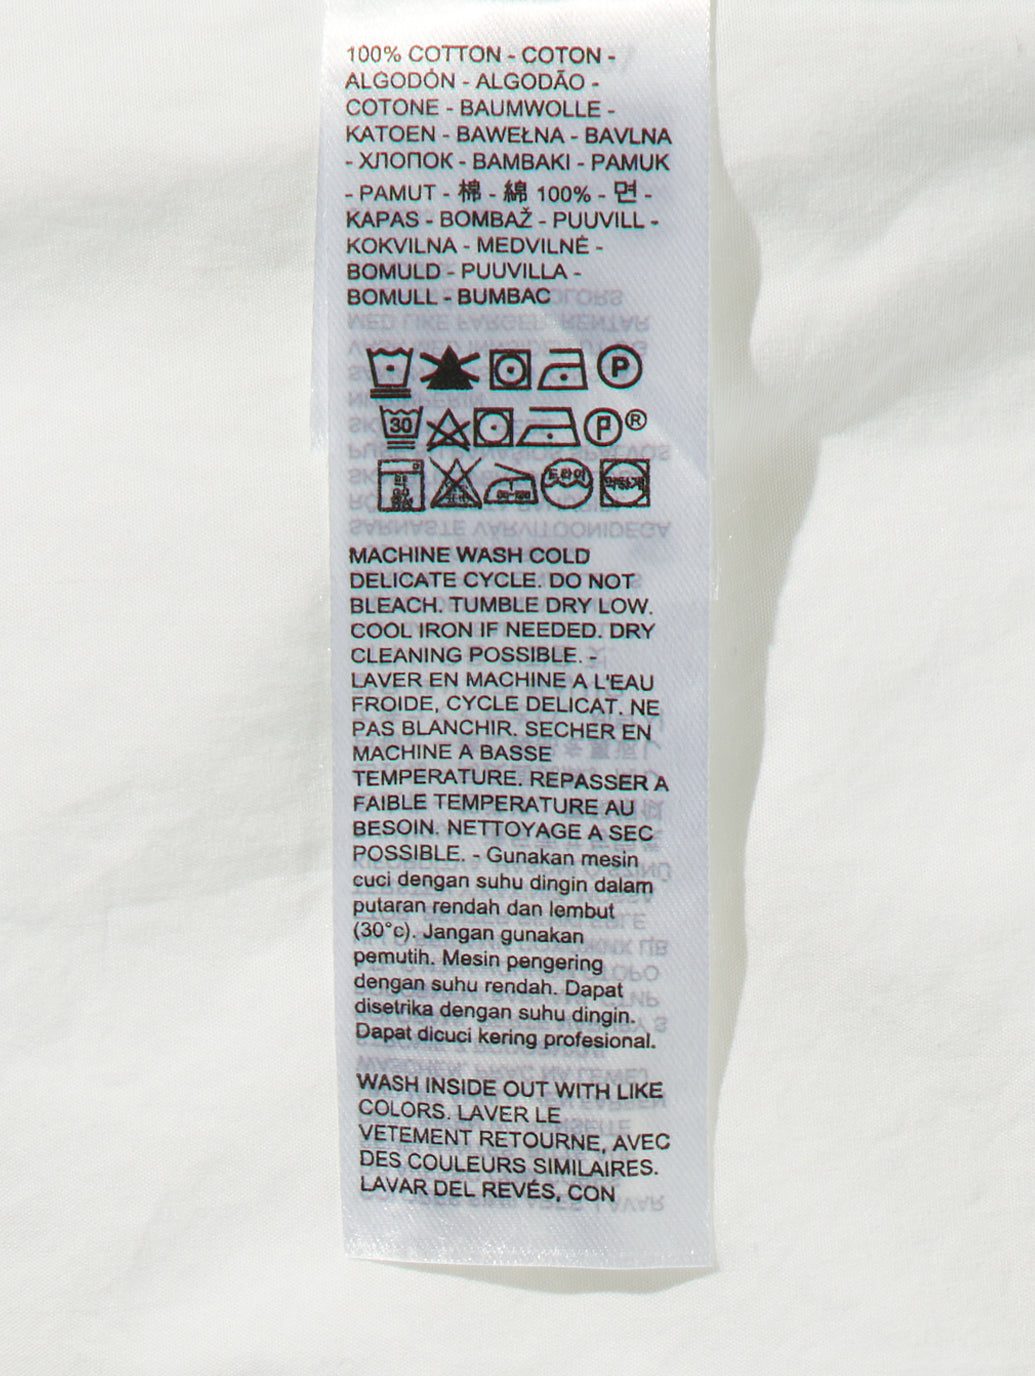 100% COTTON - COTON -
ALGODÓN - ALGODÃO -
COTONE - BAUMWOLLE -
KATOEN - BAWEŁNA - BAVLNA
- ХЛОПОК - BAMBAKI - PAMUK
- PAMUT - 棉 - 綿 100% - 면 -
KAPAS - BOMBAŽ - PUUVILL -
KOKVILNA - MEDVILNĖ -
BOMULD - PUUVILLA -
BOMULL - BUMBAC
P
30 P ®
드라이
MACHINE WASH COLD
DELICATE CYCLE. DO NOT
BLEACH. TUMBLE DRY LOW.
COOL IRON IF NEEDED. DRY
CLEANING POSSIBLE. -
LAVER EN MACHINE A L'EAU
FROIDE, CYCLE DELICAT. NE
PAS BLANCHIR. SECHER EN
MACHINE A BASSE
TEMPERATURE. REPASSER A
FAIBLE TEMPERATURE AU
BESOIN. NETTOYAGE A SEC
POSSIBLE. - Gunakan mesin
cuci dengan suhu dingin dalam
putaran rendah dan lembut
(30°c). Jangan gunakan
pemutih. Mesin pengering
dengan suhu rendah. Dapat
disetrika dengan suhu dingin.
Dapat dicuci kering profesional.
WASH INSIDE OUT WITH LIKE
COLORS. LAVER LE
VETEMENT RETOURNE, AVEC
DES COULEURS SIMILAIRES.
LAVAR DEL REVÉS, CON